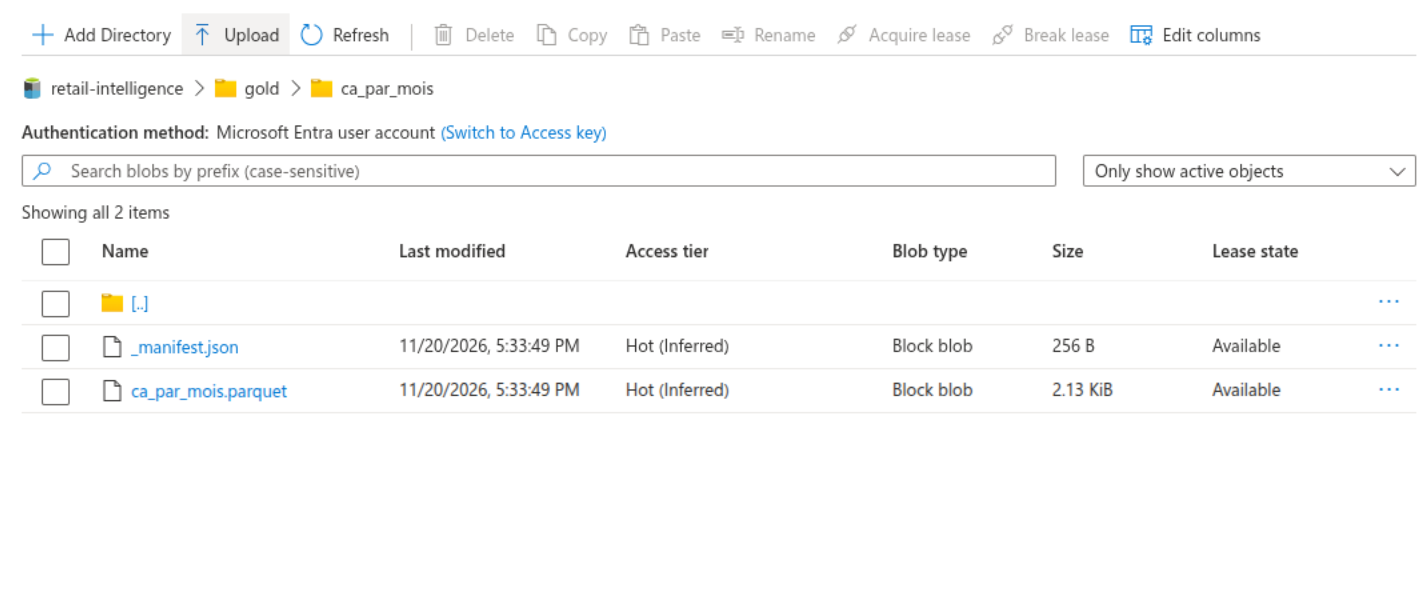 Add Directory Upload Refresh Delete Copy Paste Rename Acquire lease Break lease Edit columns
retail-intelligence > gold > ca_par_mois
Authentication method: Microsoft Entra user account (Switch to Access key)
Search blobs by prefix (case-sensitive) Only show active objects
Showing all 2 items
Name Last modified Access tier Blob type Size Lease state
[..] ...
_manifest.json 11/20/2026, 5:33:49 PM Hot (Inferred) Block blob 256 B Available ...
ca_par_mois.parquet 11/20/2026, 5:33:49 PM Hot (Inferred) Block blob 2.13 KiB Available ...